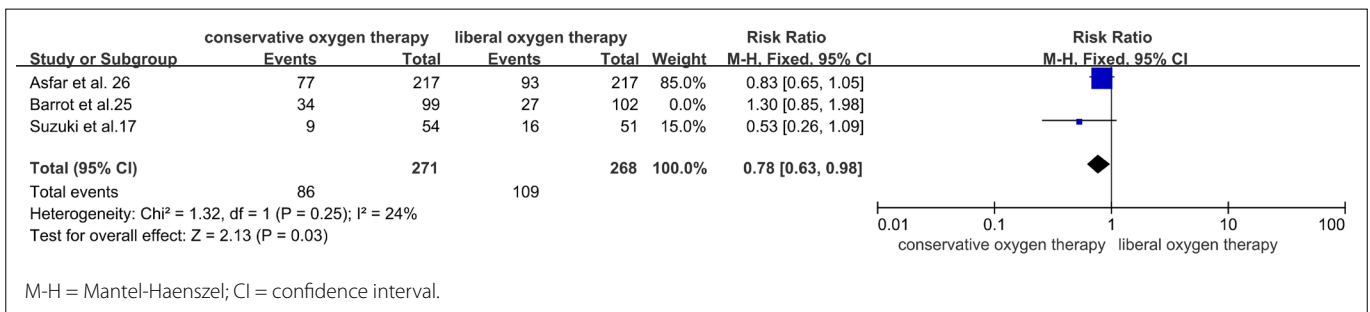 conservative oxygen therapy liberal oxygen therapy Risk Ratio Risk Ratio
Study or Subgroup Events Total Events Total Weight M-H, Fixed, 95% CI M-H, Fixed, 95% CI
Asfar et al. 26 77 217 93 217 85.0% 0.83 [0.65, 1.05]
Barrot et al.25 34 99 27 102 0.0% 1.30 [0.85, 1.98]
Suzuki et al.17 9 54 16 51 15.0% 0.53 [0.26, 1.09]
Total (95% CI) 271 268 100.0% 0.78 [0.63, 0.98]
Total events 86 109
Heterogeneity: Chi² = 1.32, df = 1 (P = 0.25); I² = 24%
Test for overall effect: Z = 2.13 (P = 0.03)
0.01 0.1 1 10 100
conservative oxygen therapy liberal oxygen therapy
M-H = Mantel-Haenszel; CI = confidence interval.